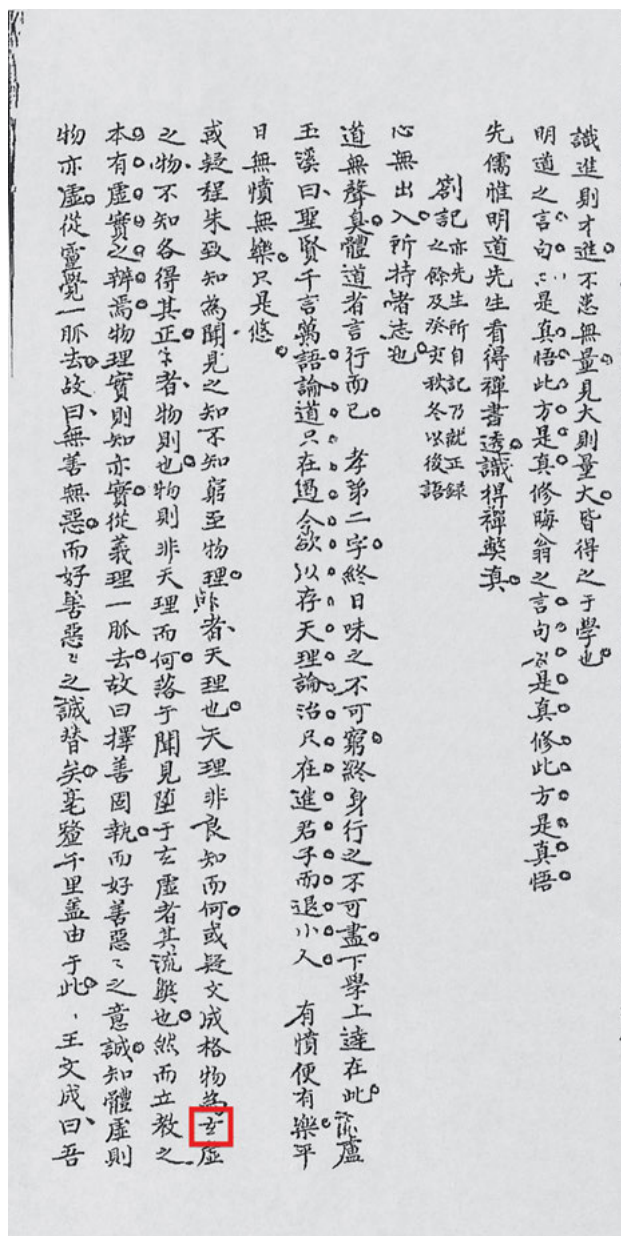 識進則才進不患無量見大則量大皆得之于學也
明道之言句句是真悟此方是真修晦翁之言句句是真修此方是真悟
先儒惟明道先生看得禪書透識得禪弊真
劄記亦先生所自記乃就正録
之餘及癸亥秋冬以後語
心無出入所持者志也
道無聲臭體道者言行而已 孝弟二字終日味之不可窮終身行之不可盡下學上達在此 盧
玉溪曰聖賢千言萬語論道只在遏人欲以存天理論治只在進君子而退小人 有憤便有樂平
日無憤無樂只是悠
或疑程朱致知為聞見之知不知窮至物理理者天理也天理非良知而何或疑文成格物為玄虛
之物不知各得其正者物則也物則非天理而何落于聞見墮于玄虛者其流弊也然而立教之
本有虛實之辨焉物理實則知亦實從義理一脈去故曰擇善固執而好善惡惡之意誠知體虛則
物亦虛從靈覺一脈去故曰無善無惡而好善惡惡之誠替矣毫釐千里蓋由于此 王文成曰吾